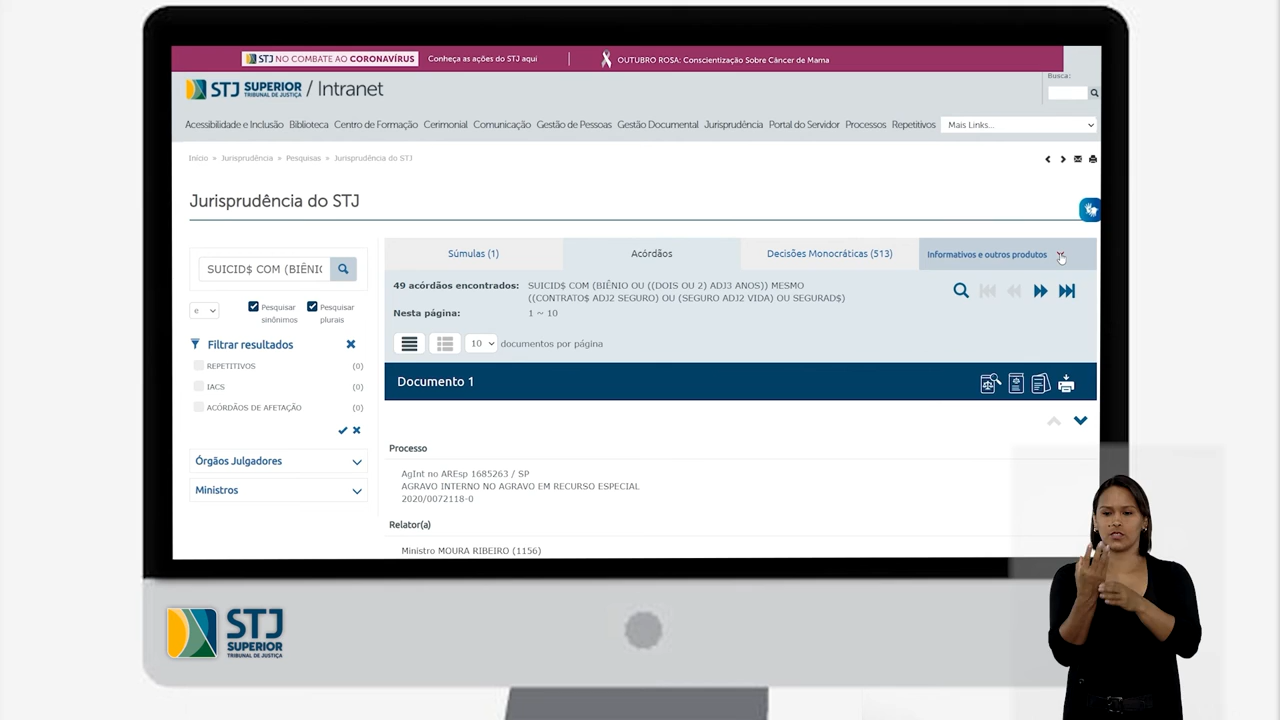 STJ NO COMBATE AO CORONAVÍRUS
Conheça as ações do STJ aqui
OUTUBRO ROSA: Conscientização Sobre Câncer de Mama
STJ SUPERIOR TRIBUNAL DE JUSTIÇA / Intranet
Busca:
Acessibilidade e Inclusão Biblioteca Centro de Formação Cerimonial Comunicação Gestão de Pessoas Gestão Documental Jurisprudência Portal do Servidor Processos Repetitivos Mais Links...
Início » Jurisprudência » Pesquisas » Jurisprudência do STJ
Jurisprudência do STJ
SUICID$ COM (BIÊNIC
e
Pesquisar sinônimos
Pesquisar plurais
Filtrar resultados
REPETITIVOS (0)
IACS (0)
ACÓRDÃOS DE AFETAÇÃO (0)
Órgãos Julgadores
Ministros
Súmulas (1)
Acórdãos
Decisões Monocráticas (513)
Informativos e outros produtos
49 acórdãos encontrados: SUICID$ COM (BIÊNIO OU ((DOIS OU 2) ADJ3 ANOS)) MESMO
((CONTRATO$ ADJ2 SEGURO) OU (SEGURO ADJ2 VIDA) OU SEGURAD$)
Nesta página: 1 ~ 10
10 documentos por página
Documento 1
Processo
AgInt no AREsp 1685263 / SP
AGRAVO INTERNO NO AGRAVO EM RECURSO ESPECIAL
2020/0072118-0
Relator(a)
Ministro MOURA RIBEIRO (1156)
STJ
SUPERIOR
TRIBUNAL DE JUSTIÇA